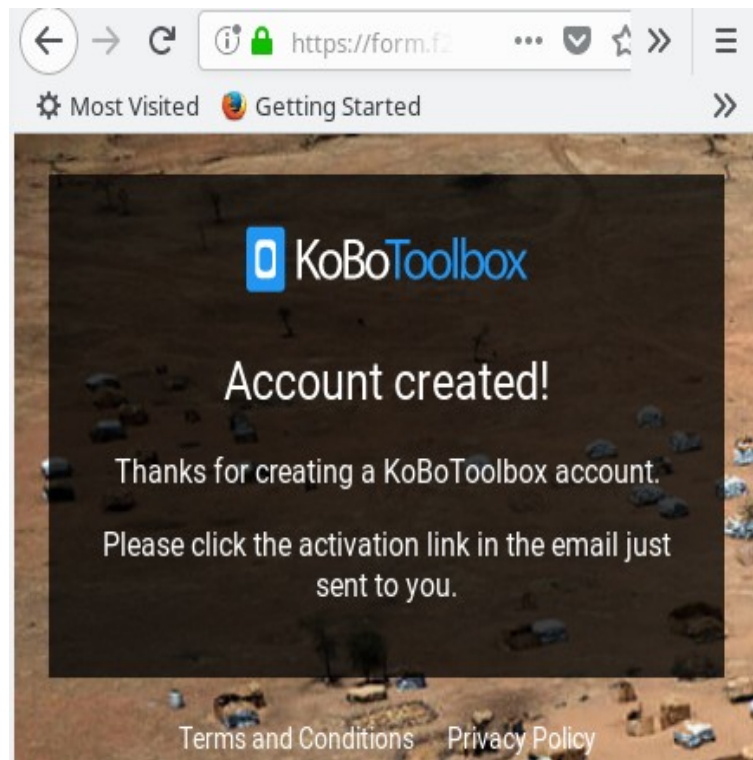 https://form.f2
Most Visited
Getting Started
KoBoToolbox
Account created!
Thanks for creating a KoBoToolbox account.
Please click the activation link in the email just
sent to you.
Terms and Conditions
Privacy Policy